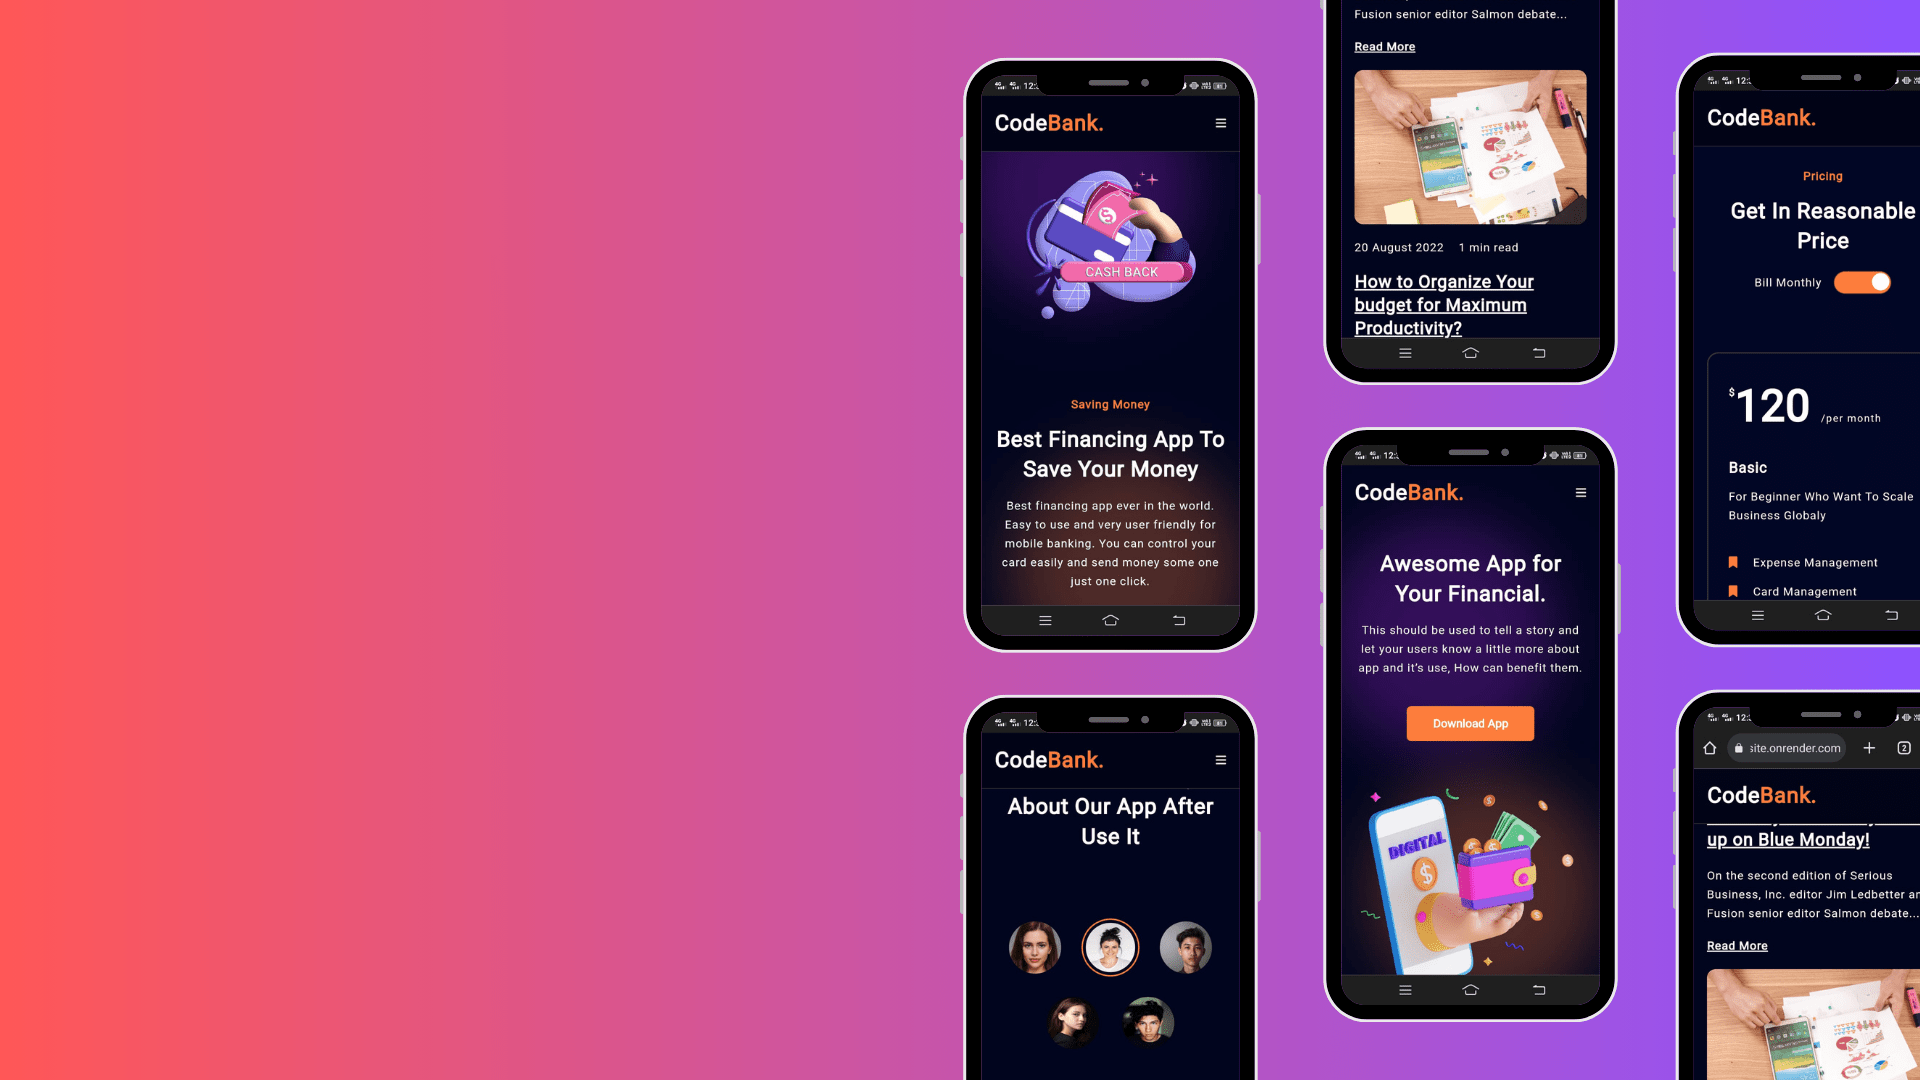 12:
CodeBank.
CASH BACK
Saving Money
Best Financing App To
Save Your Money
Best financing app ever in the world.
Easy to use and very user friendly for
mobile banking. You can control your
card easily and send money some one
just one click.
12:
CodeBank.
About Our App After
Use It
Fusion senior editor Salmon debate...
Read More
20 August 2022 1 min read
How to Organize Your
budget for Maximum
Productivity?
12:
CodeBank.
Awesome App for
Your Financial.
This should be used to tell a story and
let your users know a little more about
app and it's use, How can benefit them.
Download App
DIGITAL
12:
CodeBank.
Pricing
Get In Reasonable
Price
Bill Monthly
$120 /per month
Basic
For Beginner Who Want To Scale
Business Globaly
Expense Management
Card Management
12:
site.onrender.com
2
CodeBank.
up on Blue Monday!
On the second edition of Serious
Business, Inc. editor Jim Ledbetter an
Fusion senior editor Salmon debate...
Read More